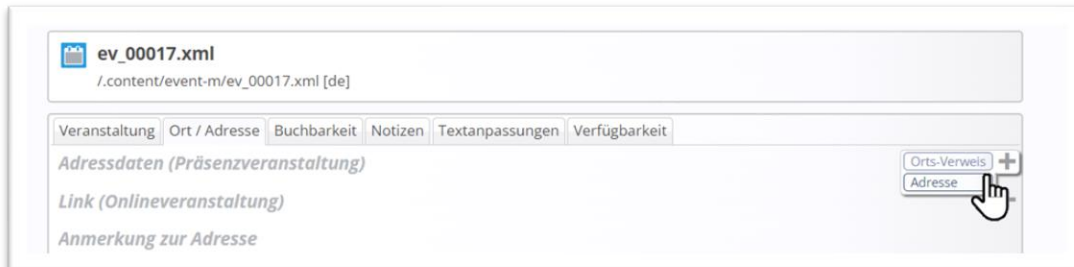 ev_00017.xml
/.content/event-m/ev_00017.xml [de]
Veranstaltung Ort / Adresse Buchbarkeit Notizen Textanpassungen Verfügbarkeit
Adressdaten (Präsenzveranstaltung)
Orts-Verweis
Adresse
Link (Onlineveranstaltung)
Anmerkung zur Adresse